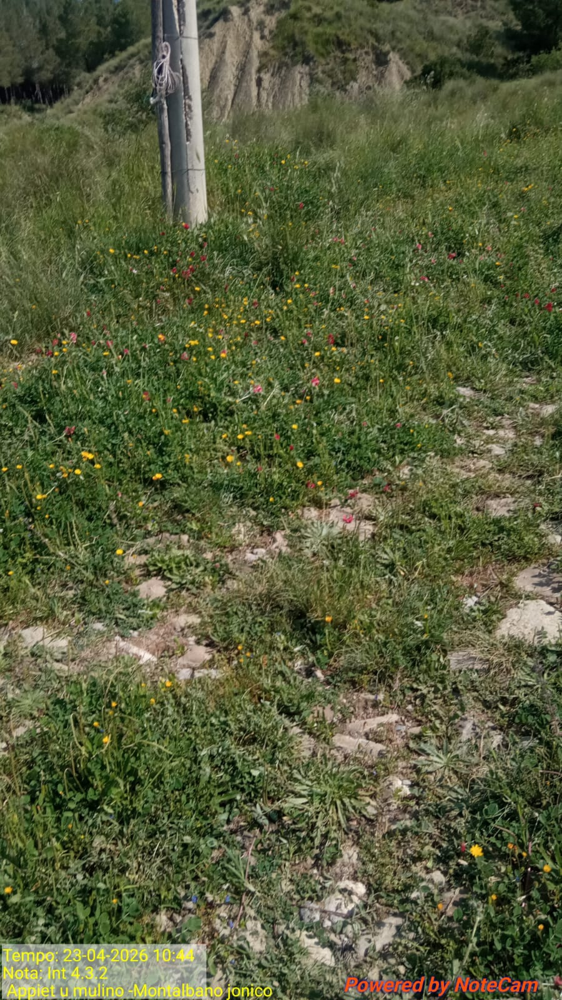 Tempo: 23-04-2026 10:44
Nota: Int 4.3.2
Appiet u mulino -Montalbano jonico
Powered by NoteCam